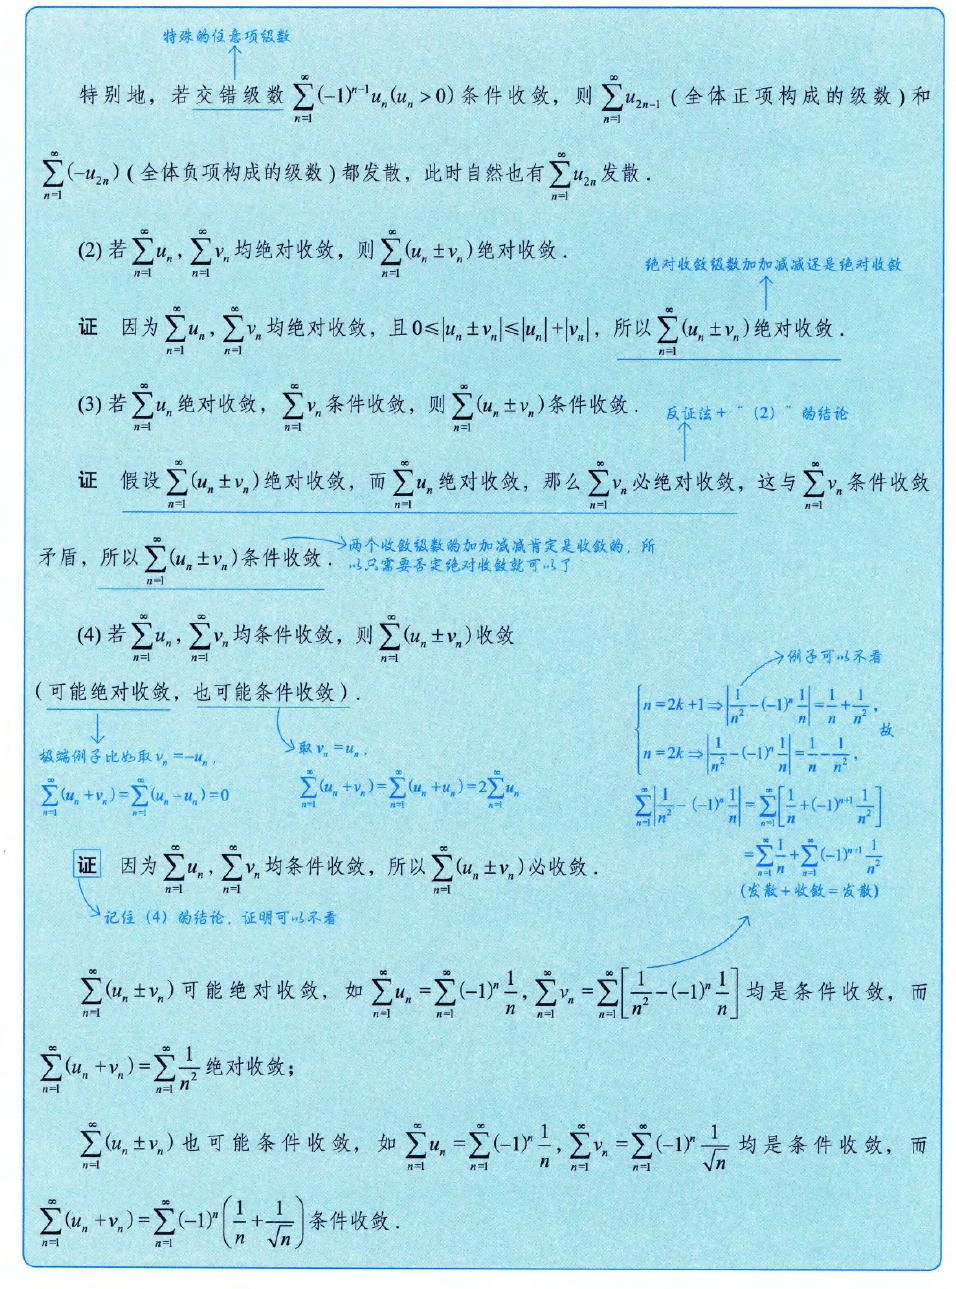 特殊的任意项级数
特别地，若交错级数 $\sum_{n=1}^{\infty}(-1)^{n-1}u_n(u_n>0)$ 条件收敛，则 $\sum_{n=1}^{\infty}u_{2n-1}$ (全体正项构成的级数)和
$\sum_{n=1}^{\infty}(-u_{2n})$ (全体负项构成的级数)都发散，此时自然也有 $\sum_{n=1}^{\infty}u_{2n}$ 发散．
(2) 若 $\sum_{n=1}^{\infty}u_n$, $\sum_{n=1}^{\infty}v_n$ 均绝对收敛，则 $\sum_{n=1}^{\infty}(u_n\pm v_n)$ 绝对收敛．
绝对收敛级数加加减减还是绝对收敛
证 因为 $\sum_{n=1}^{\infty}u_n$, $\sum_{n=1}^{\infty}v_n$ 均绝对收敛，且 $0\le|u_n\pm v_n|\le|u_n|+|v_n|$，所以 $\sum_{n=1}^{\infty}(u_n\pm v_n)$ 绝对收敛．
(3) 若 $\sum_{n=1}^{\infty}u_n$ 绝对收敛，$\sum_{n=1}^{\infty}v_n$ 条件收敛，则 $\sum_{n=1}^{\infty}(u_n\pm v_n)$ 条件收敛．
反证法＋“(2)”的结论
证 假设 $\sum_{n=1}^{\infty}(u_n\pm v_n)$ 绝对收敛，而 $\sum_{n=1}^{\infty}u_n$ 绝对收敛，那么 $\sum_{n=1}^{\infty}v_n$ 必绝对收敛，这与 $\sum_{n=1}^{\infty}v_n$ 条件收敛
矛盾，所以 $\sum_{n=1}^{\infty}(u_n\pm v_n)$ 条件收敛．
两个收敛级数的加加减减肯定是收敛的，所
以只需要否定绝对收敛就可以了
(4) 若 $\sum_{n=1}^{\infty}u_n$, $\sum_{n=1}^{\infty}v_n$ 均条件收敛，则 $\sum_{n=1}^{\infty}(u_n\pm v_n)$ 收敛
(可能绝对收敛，也可能条件收敛)．
极端例子比如取 $v_n=-u_n$，
$\sum_{n=1}^{\infty}(u_n+v_n)=\sum_{n=1}^{\infty}(u_n-u_n)=0$
取 $v_n=u_n$，
$\sum_{n=1}^{\infty}(u_n+v_n)=\sum_{n=1}^{\infty}(u_n+u_n)=2\sum_{n=1}^{\infty}u_n$
例子可以不看
$n=2k+1\Rightarrow\left|\frac{1}{n^2}-(-1)^n\frac{1}{n}\right|=\frac{1}{n}+\frac{1}{n^2}$,
$n=2k\Rightarrow\left|\frac{1}{n^2}-(-1)^n\frac{1}{n}\right|=\frac{1}{n}-\frac{1}{n^2}$,
故
$\sum_{n=1}^{\infty}\left|\frac{1}{n^2}-(-1)^n\frac{1}{n}\right|=\sum_{n=1}^{\infty}\left[\frac{1}{n}+(-1)^{n+1}\frac{1}{n^2}\right]$
$=\sum_{n=1}^{\infty}\frac{1}{n}+\sum_{n=1}^{\infty}(-1)^{n+1}\frac{1}{n^2}$
(发散＋收敛＝发散)
证 因为 $\sum_{n=1}^{\infty}u_n$, $\sum_{n=1}^{\infty}v_n$ 均条件收敛，所以 $\sum_{n=1}^{\infty}(u_n\pm v_n)$ 必收敛．
记住 (4) 的结论，证明可以不看
$\sum_{n=1}^{\infty}(u_n\pm v_n)$ 可能绝对收敛，如 $\sum_{n=1}^{\infty}u_n=\sum_{n=1}^{\infty}(-1)^n\frac{1}{n}$, $\sum_{n=1}^{\infty}v_n=\sum_{n=1}^{\infty}\left[\frac{1}{n^2}-(-1)^n\frac{1}{n}\right]$ 均是条件收敛，而
$\sum_{n=1}^{\infty}(u_n+v_n)=\sum_{n=1}^{\infty}\frac{1}{n^2}$ 绝对收敛；
$\sum_{n=1}^{\infty}(u_n\pm v_n)$ 也可能条件收敛，如 $\sum_{n=1}^{\infty}u_n=\sum_{n=1}^{\infty}(-1)^n\frac{1}{n}$, $\sum_{n=1}^{\infty}v_n=\sum_{n=1}^{\infty}(-1)^n\frac{1}{\sqrt{n}}$ 均是条件收敛，而
$\sum_{n=1}^{\infty}(u_n+v_n)=\sum_{n=1}^{\infty}(-1)^n\left(\frac{1}{n}+\frac{1}{\sqrt{n}}\right)$ 条件收敛．